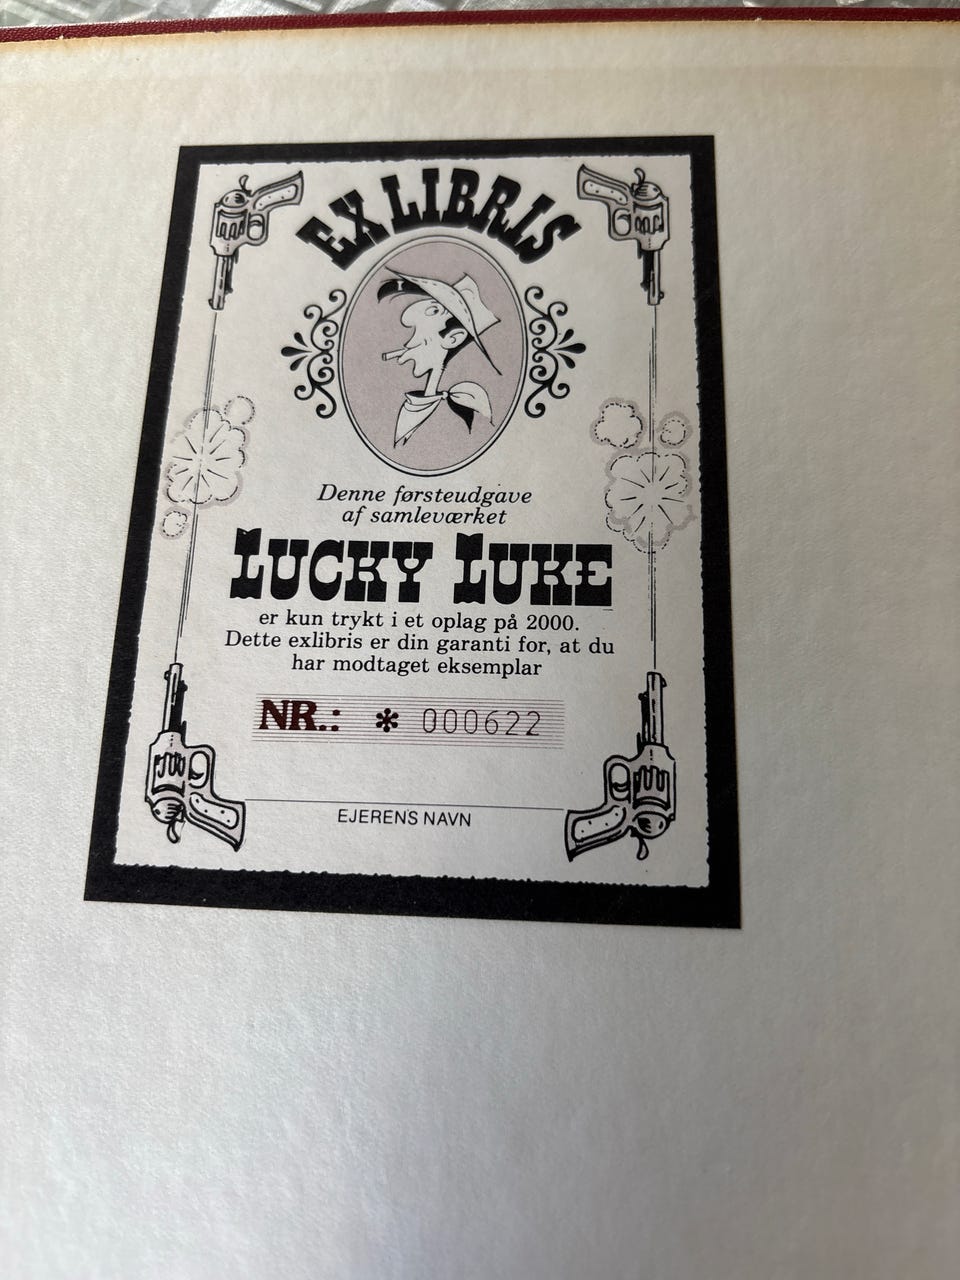 EX LIBRIS
Denne førsteudgave
af samleværket
LUCKY LUKE
er kun trykt i et oplag på 2000.
Dette exlibris er din garanti for, at du
har modtaget eksemplar
NR.: * 000622
EJERENS NAVN